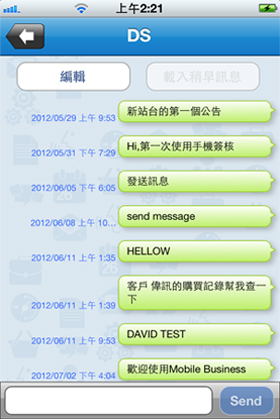 上午2:21
DS
編輯
載入稍早訊息
2012/05/29 上午 9:53
新站台的第一個公告
2012/05/31 下午 7:29
Hi,第一次使用手機簽核
2012/06/05 下午 6:05
發送訊息
2012/06/08 上午 10...
send message
2012/06/11 上午 1:35
HELLOW
2012/06/11 上午 1:39
客戶 偉訊的購買記錄幫我查一
下
2012/06/11 上午 1:39
DAVID TEST
2012/07/02 下午 4:04
歡迎使用Mobile Business
Send